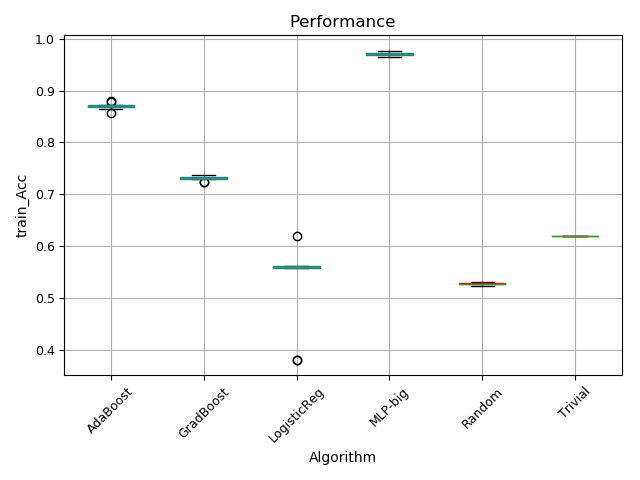 Performance
1.0
0.9
0.8
0.7
0.6
0.5
0.4
train_Acc
AdaBoost
GradBoost
LogisticReg
MLP-big
Random
Trivial
Algorithm